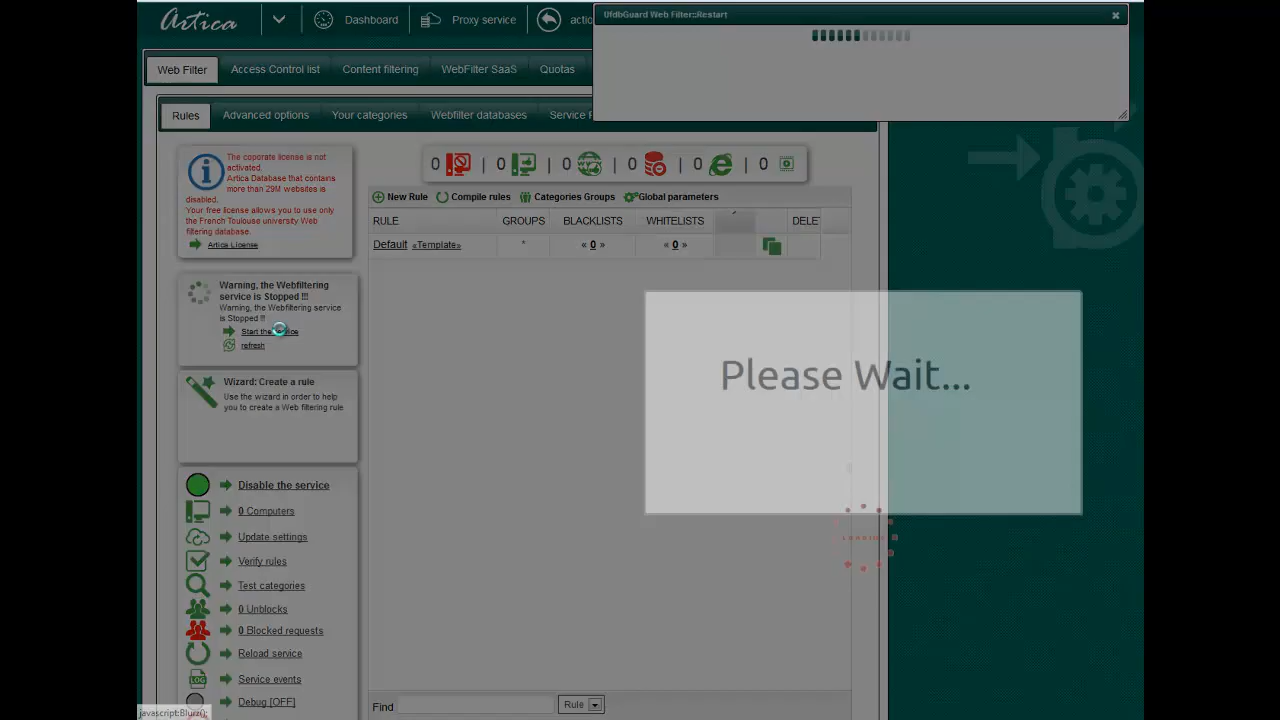 Artica
Dashboard
Proxy service
UfdbGuard Web Filter::Restart
Web Filter
Access Control list
Content filtering
WebFilter SaaS
Quotas
Rules
Advanced options
Your categories
Webfilter databases
The coporate license is not
activated.
Artica Database that contains
more than 29M websites is
disabled.
Your free license allows you to use only
the French Toulouse university Web
filtering database.
Artica License
0 | 0 | 0 | 0 | 0 | 0
New Rule
Compile rules
Categories Groups
Global parameters
RULE
GROUPS
BLACKLISTS
WHITELISTS
DELE
Default «Template»
*
« 0 »
« 0 »
Warning, the Webfiltering
service is Stopped !!!
Warning, the Webfiltering service
is Stopped !!!
Start the
refresh
Please Wait...
Wizard: Create a rule
Use the wizard in order to help
you to create a Web filtering rule
Disable the service
0 Computers
Update settings
Verify rules
Test categories
0 Unblocks
0 Blocked requests
Reload service
LOG
Service events
Debug [OFF]
Find
Rule
javascript:Blurz();